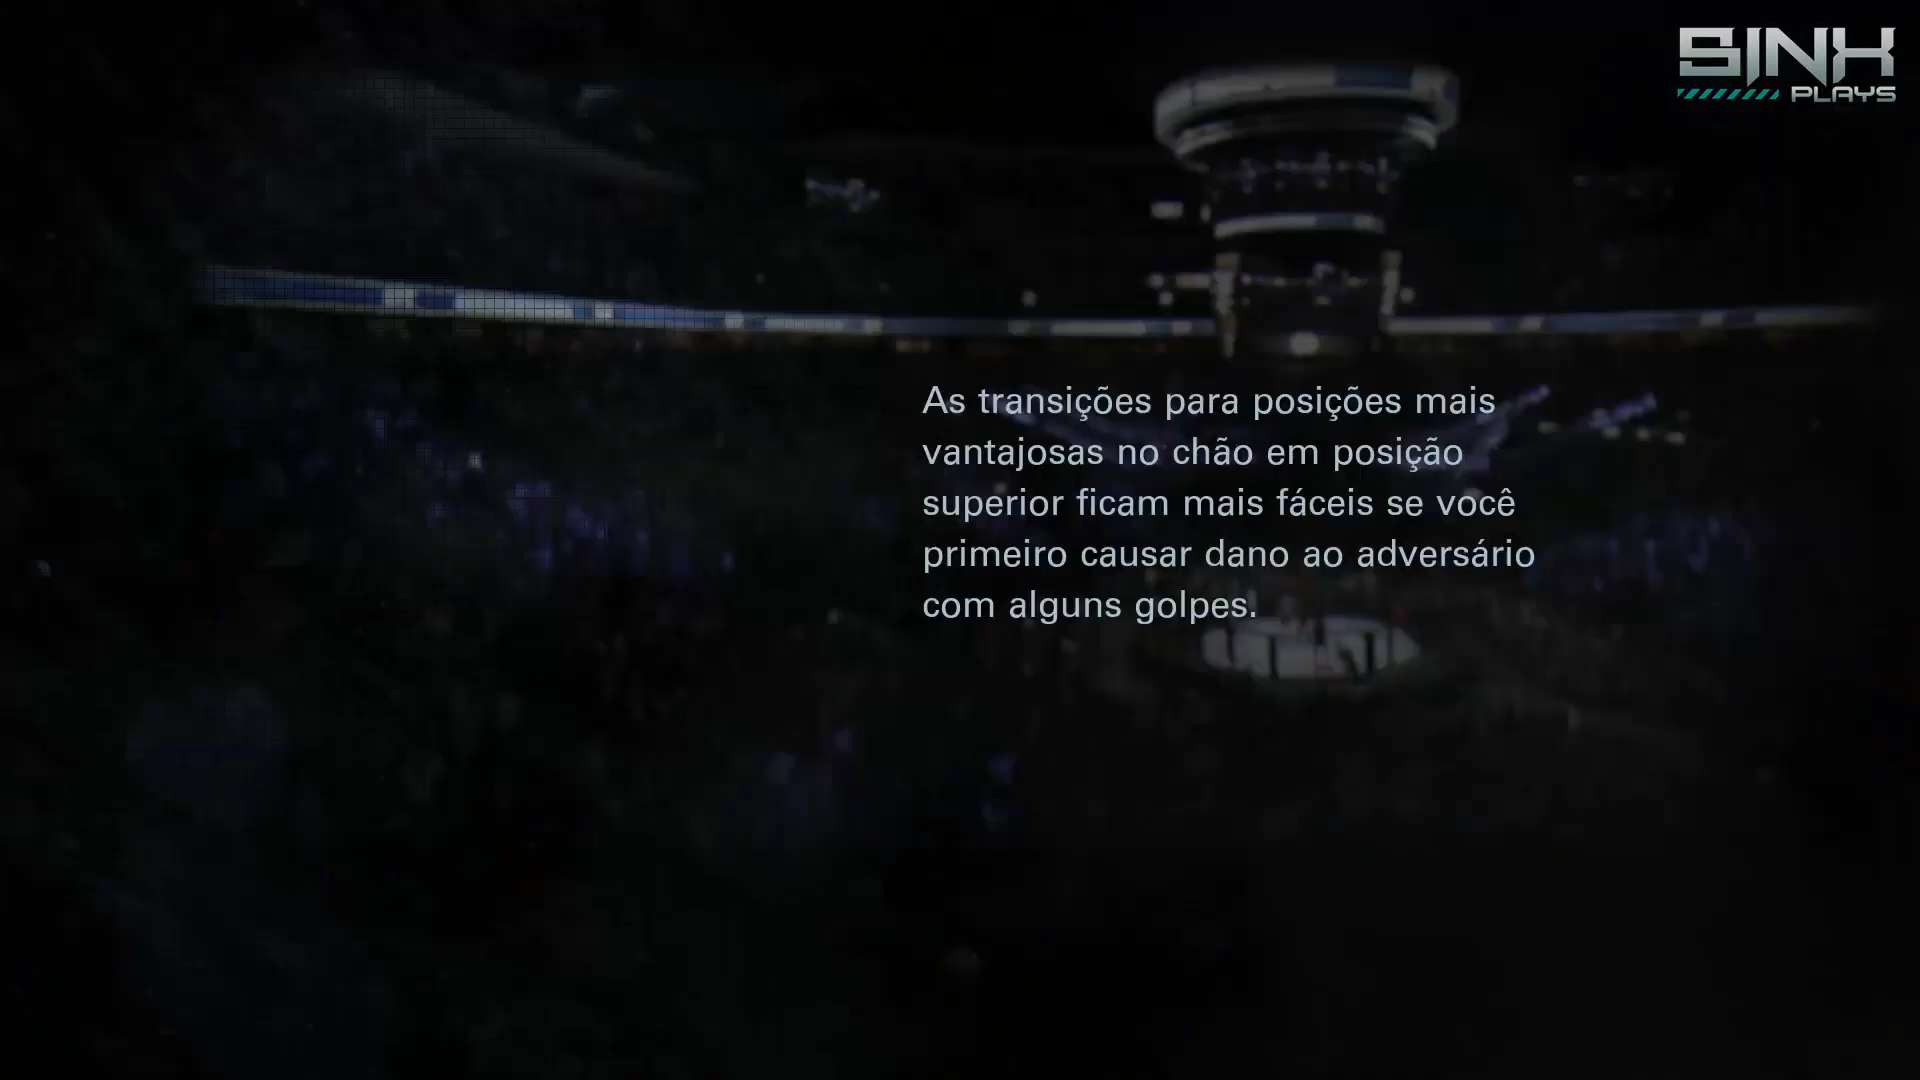 SINX
PLAYS
As transições para posições mais
vantajosas no chão em posição
superior ficam mais fáceis se você
primeiro causar dano ao adversário
com alguns golpes.